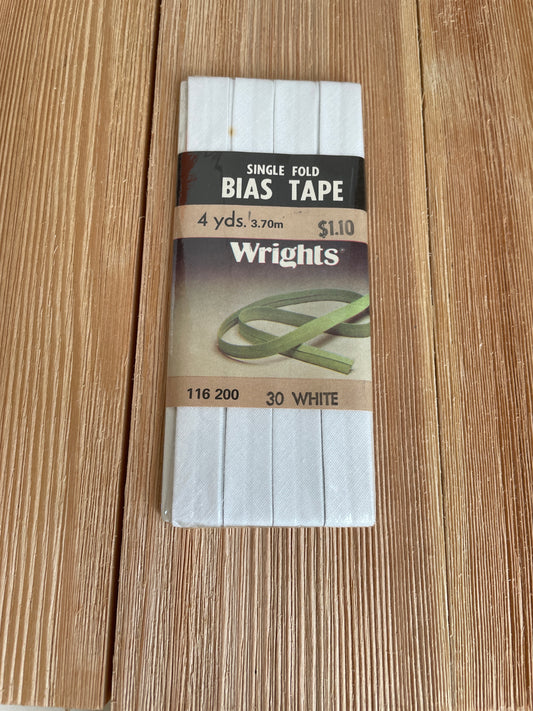 SINGLE FOLD
BIAS TAPE
4 yds. 3.70m $1.10
Wrights®
116 200 30 WHITE